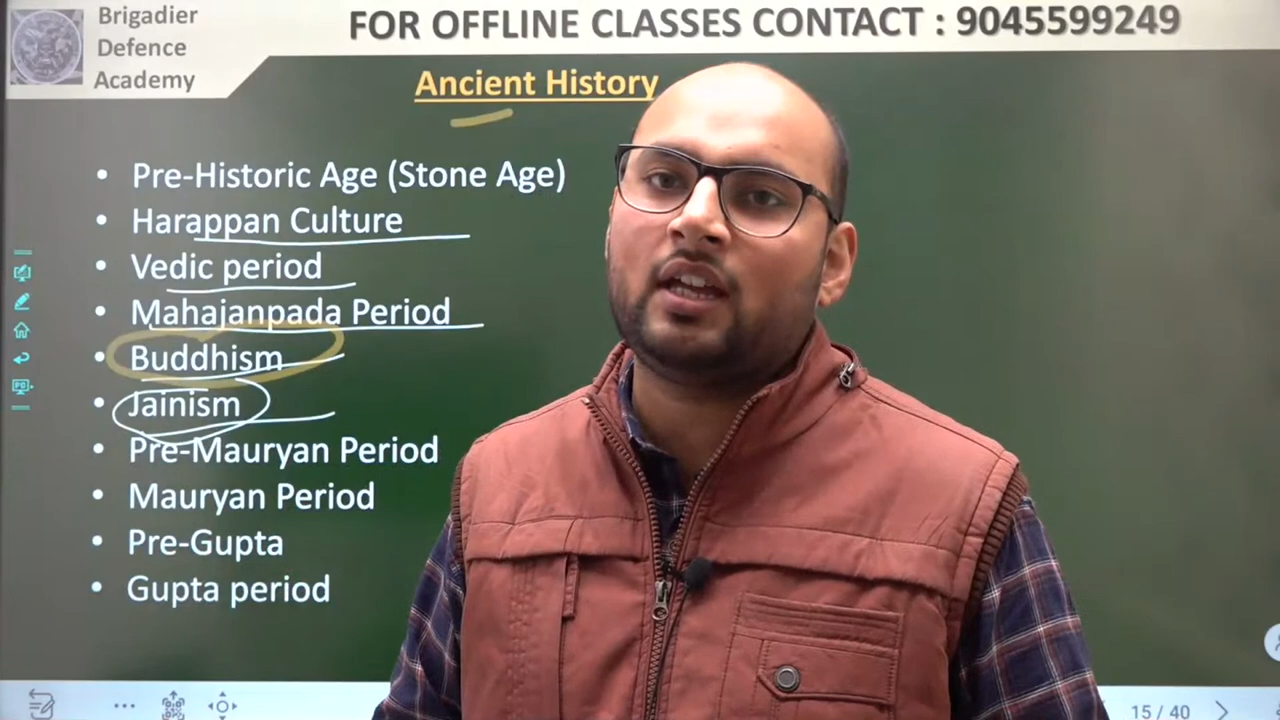 Brigadier
Defence
Academy
FOR OFFLINE CLASSES CONTACT : 9045599249
Ancient History
• Pre-Historic Age (Stone Age)
• Harappan Culture
• Vedic period
• Mahajanpada Period
• Buddhism
• Jainism
• Pre-Mauryan Period
• Mauryan Period
• Pre-Gupta
• Gupta period
15 / 40